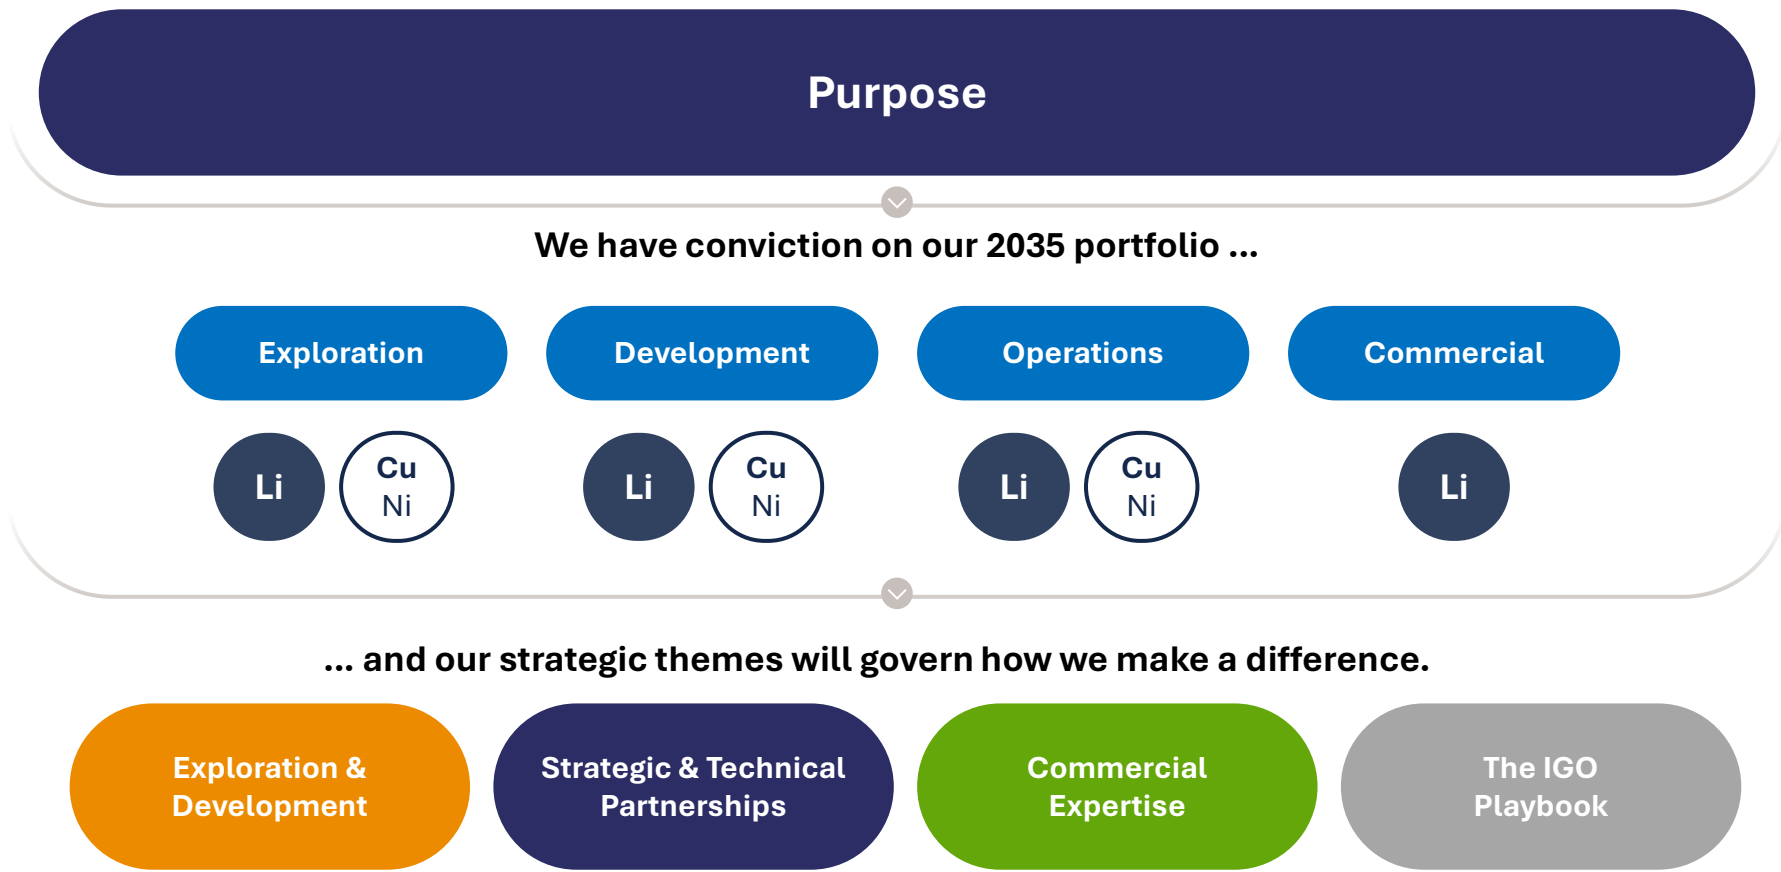 Purpose
We have conviction on our 2035 portfolio ...
Exploration
Development
Operations
Commercial
Li
Cu
Ni
Li
Cu
Ni
Li
Cu
Ni
Li
... and our strategic themes will govern how we make a difference.
Exploration &
Development
Strategic & Technical
Partnerships
Commercial
Expertise
The IGO
Playbook